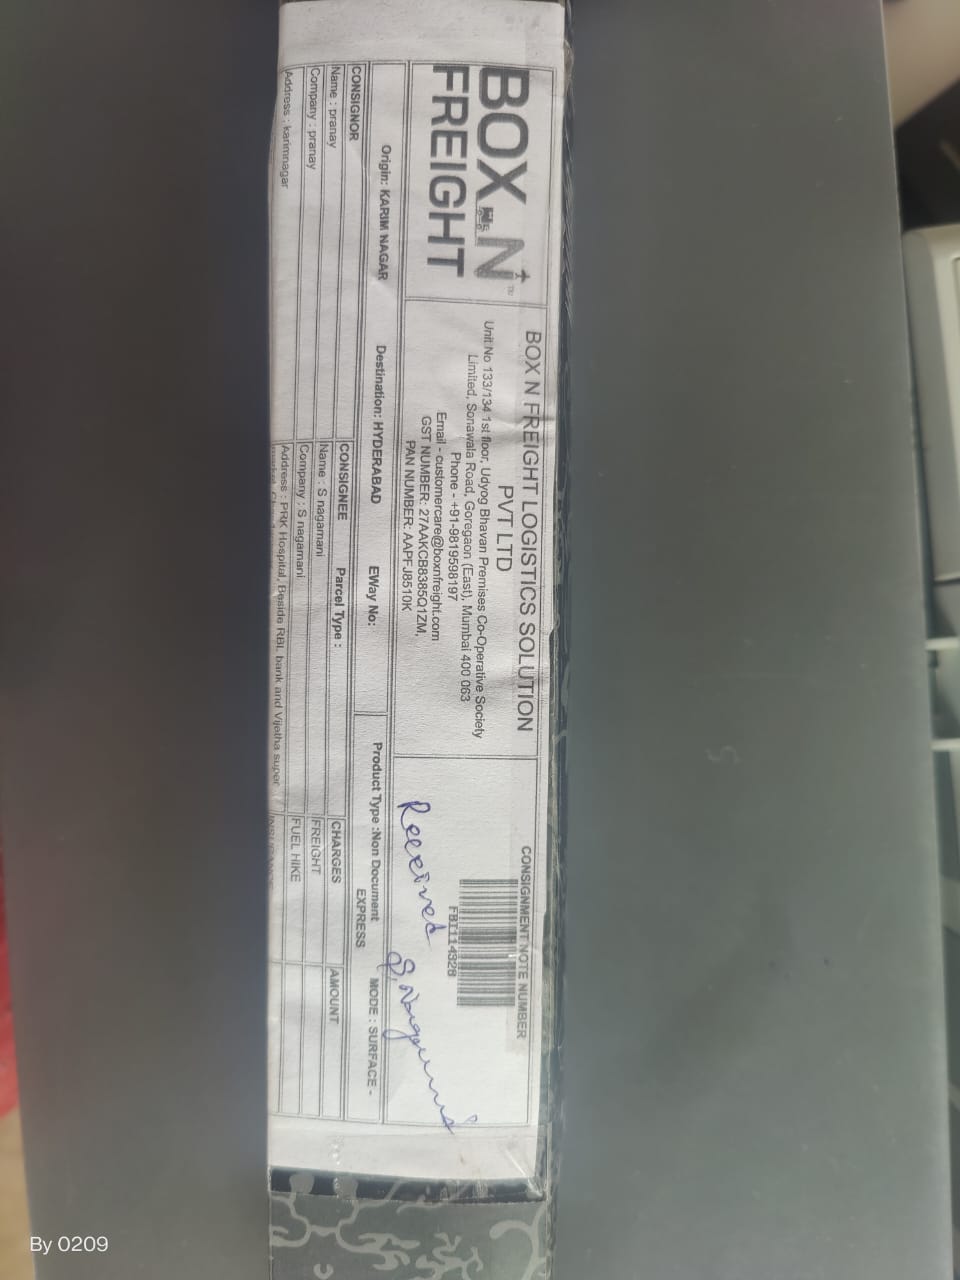 BOX N
FREIGHT
BOX N FREIGHT LOGISTICS SOLUTION
PVT LTD
Unit No 133/134 1st floor, Udyog Bhavan Premises Co-Operative Society
Limited, Sonawala Road, Goregaon (East), Mumbai 400 063
Phone - +91-9819598197
Email - customercare@boxnfreight.com
GST NUMBER: 27AAKCB8385Q1ZM,
PAN NUMBER: AAPFJ8510K
CONSIGNMENT NOTE NUMBER
FBI114328
Received
S. Nagamani
Origin: KARIM NAGAR
Destination: HYDERABAD
EWay No:
Product Type :Non Document
MODE : SURFACE -
EXPRESS
CONSIGNOR
Name : pranay
Company : pranay
Address : karimnagar
CONSIGNEE
Parcel Type :
Name : S nagamani
Company : S nagamani
Address : PRK Hospital, Beside RBL bank and Vijetha super
CHARGES
AMOUNT
FREIGHT
FUEL HIKE
By 0209